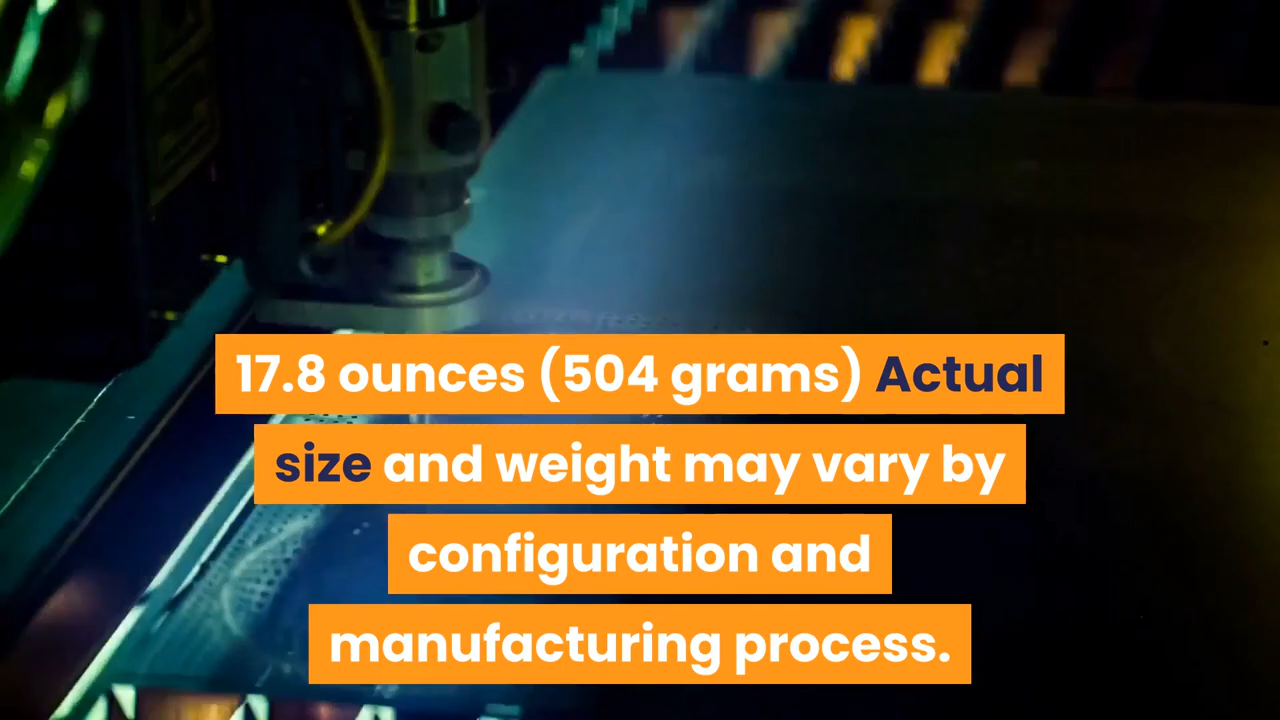 17.8 ounces (504 grams) Actual
size and weight may vary by
configuration and
manufacturing process.